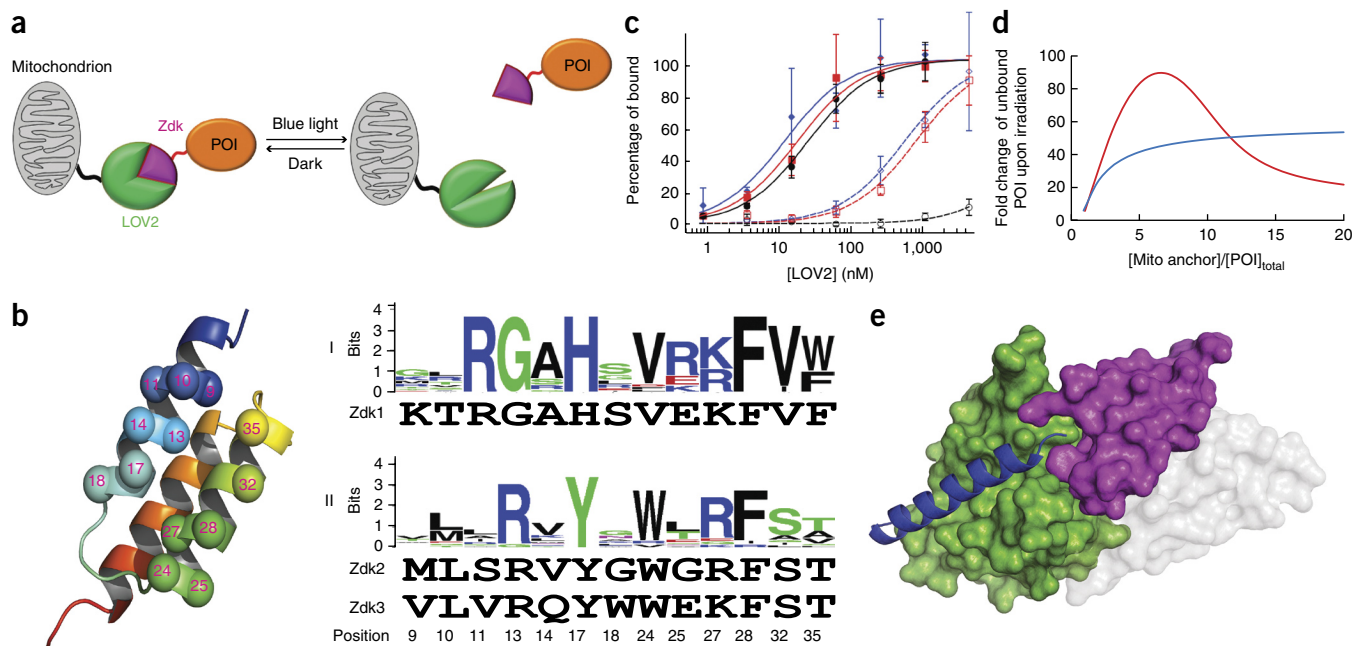 a
Mitochondrion
Zdk
POI
LOV2
Blue light
Dark
POI
c
Percentage of bound
100
80
60
40
20
0
1
10
100
1,000
[LOV2] (nM)
d
Fold change of unbound
POI upon irradiation
100
80
60
40
20
0
0
5
10
15
20
[Mito anchor]/[POI]total
b
11
10
9
14
13
35
17
18
32
27
28
24
25
I
Bits
4
3
2
1
0
RGAHSVRKFVW
ERF
Zdk1
KTRGAHSVEKFVF
II
Bits
4
3
2
1
0
Zdk2
MLSRVYGWGRFST
Zdk3
VLVRQYWWEKFST
Position 9 10 11 13 14 17 18 24 25 27 28 32 35
e